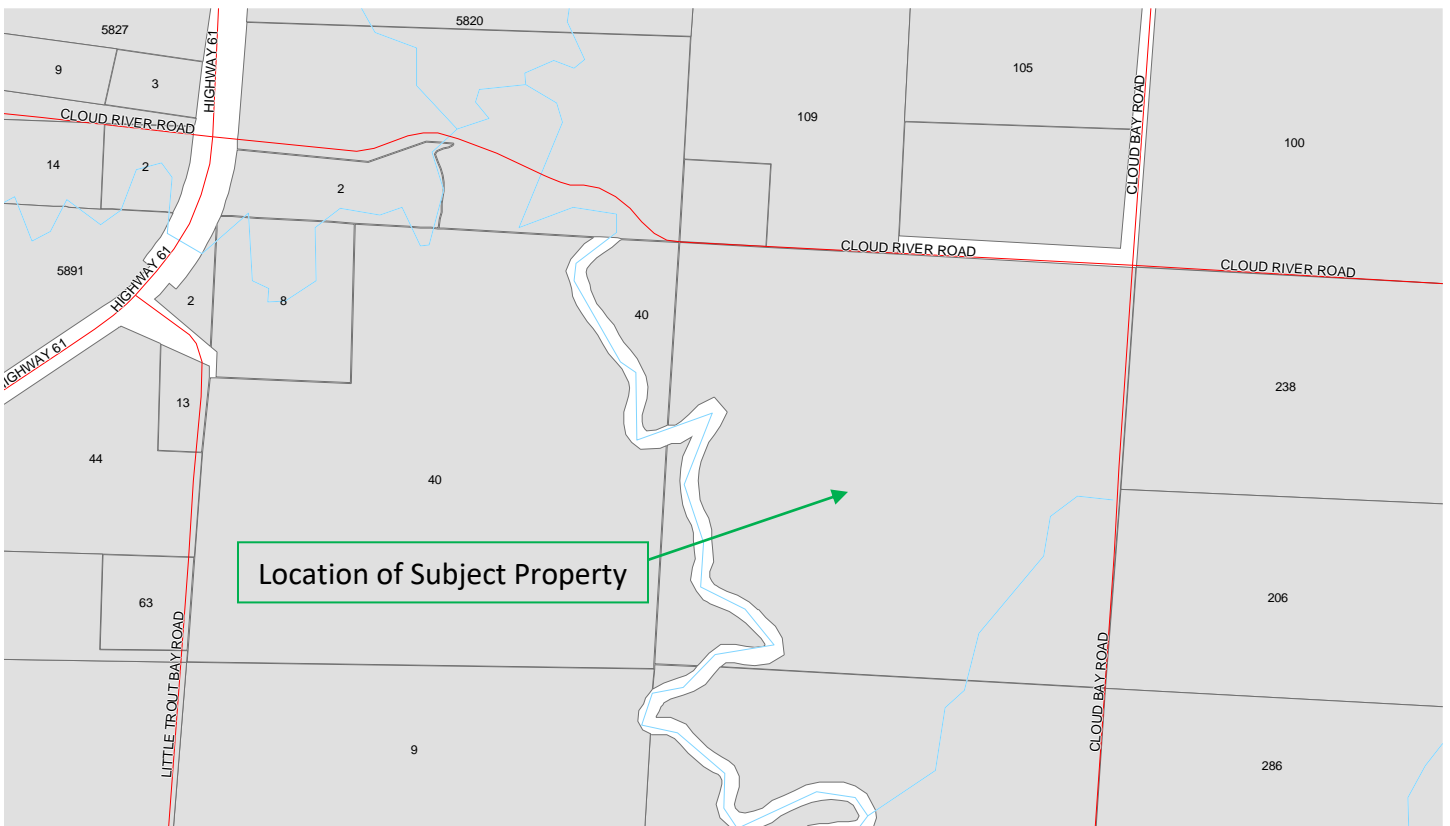 5827
5820
9
3
HIGHWAY 61
105
109
100
CLOUD RIVER ROAD
CLOUD BAY ROAD
14
2
2
CLOUD RIVER ROAD
CLOUD RIVER ROAD
5891
HIGHWAY 61
2
8
40
HIGHWAY 61
238
13
44
40
Location of Subject Property
63
206
LITTLE TROUT BAY ROAD
CLOUD BAY ROAD
9
286